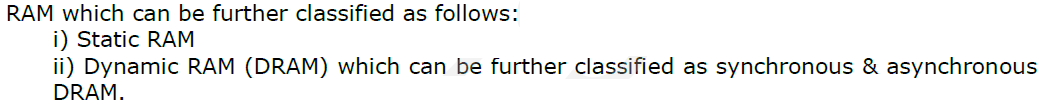 RAM which can be further classified as follows:
i) Static RAM
ii) Dynamic RAM (DRAM) which can be further classified as synchronous & asynchronous
DRAM.